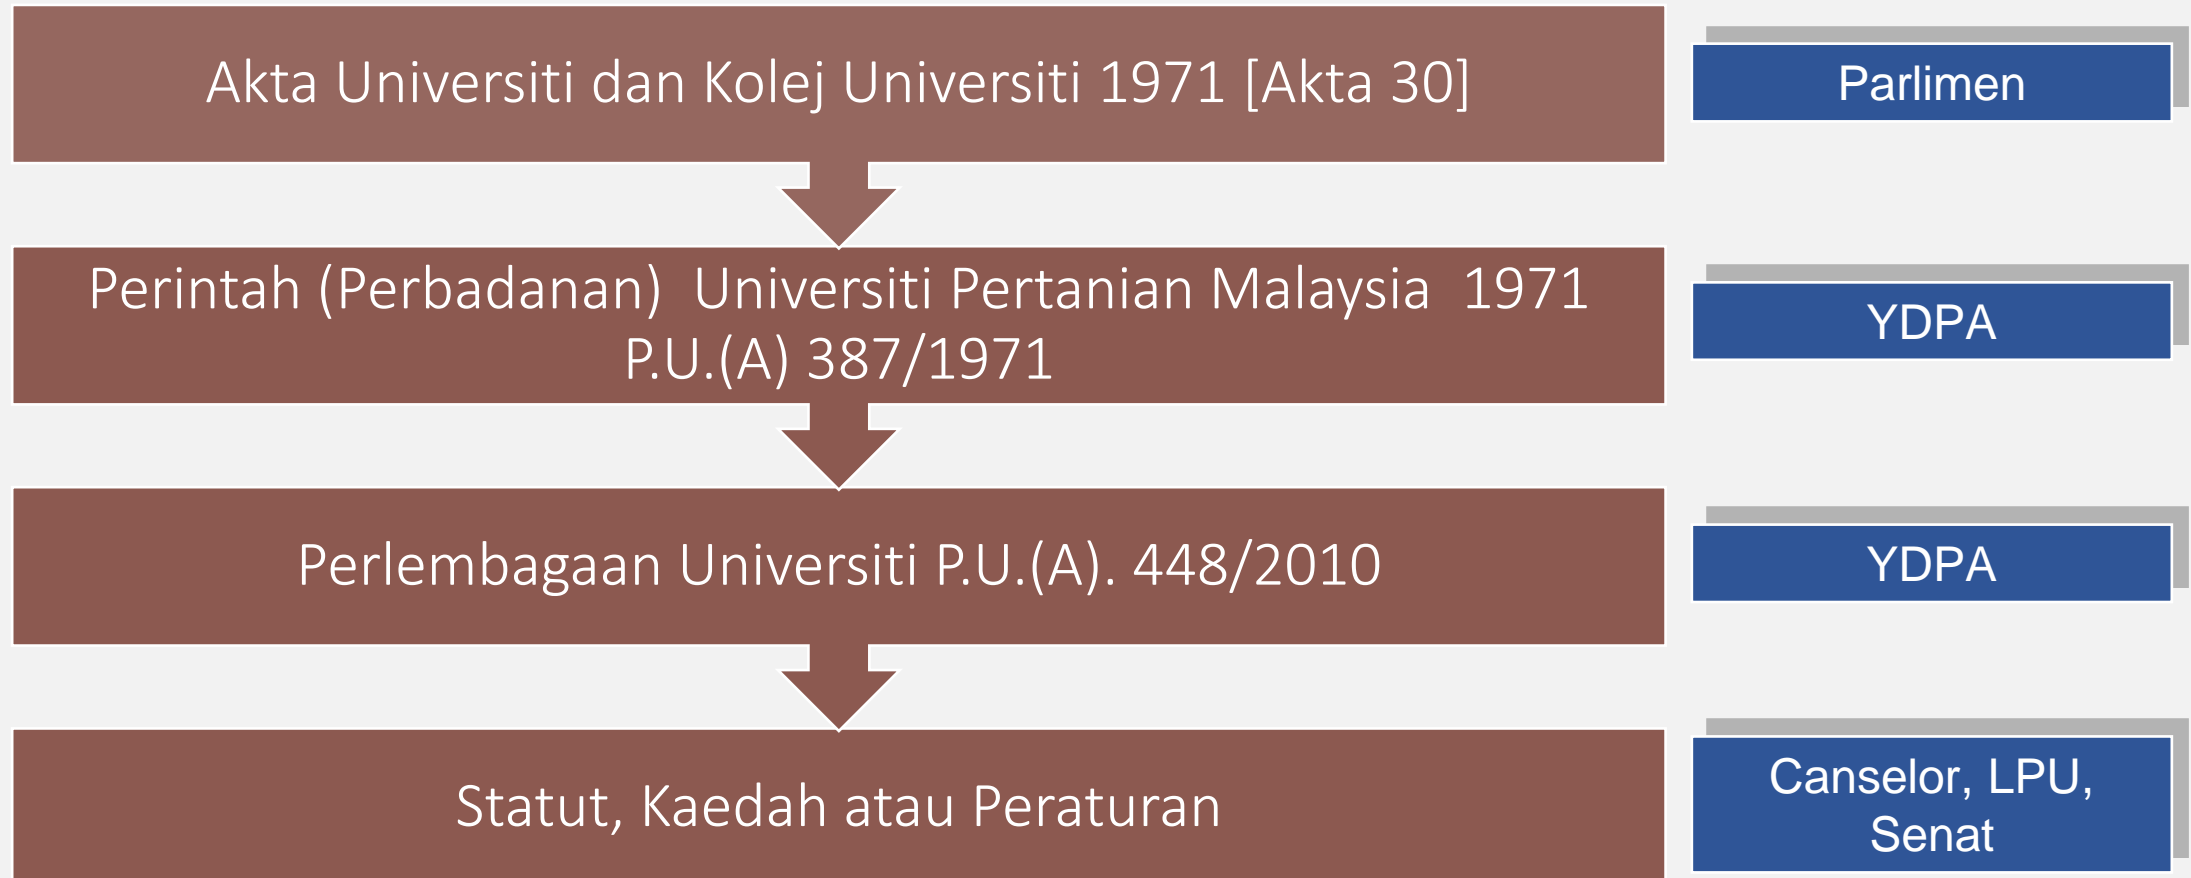 Akta Universiti dan Kolej Universiti 1971 [Akta 30]
Parlimen
Perintah (Perbadanan) Universiti Pertanian Malaysia 1971
P.U.(A) 387/1971
YDPA
Perlembagaan Universiti P.U.(A). 448/2010
YDPA
Statut, Kaedah atau Peraturan
Canselor, LPU,
Senat